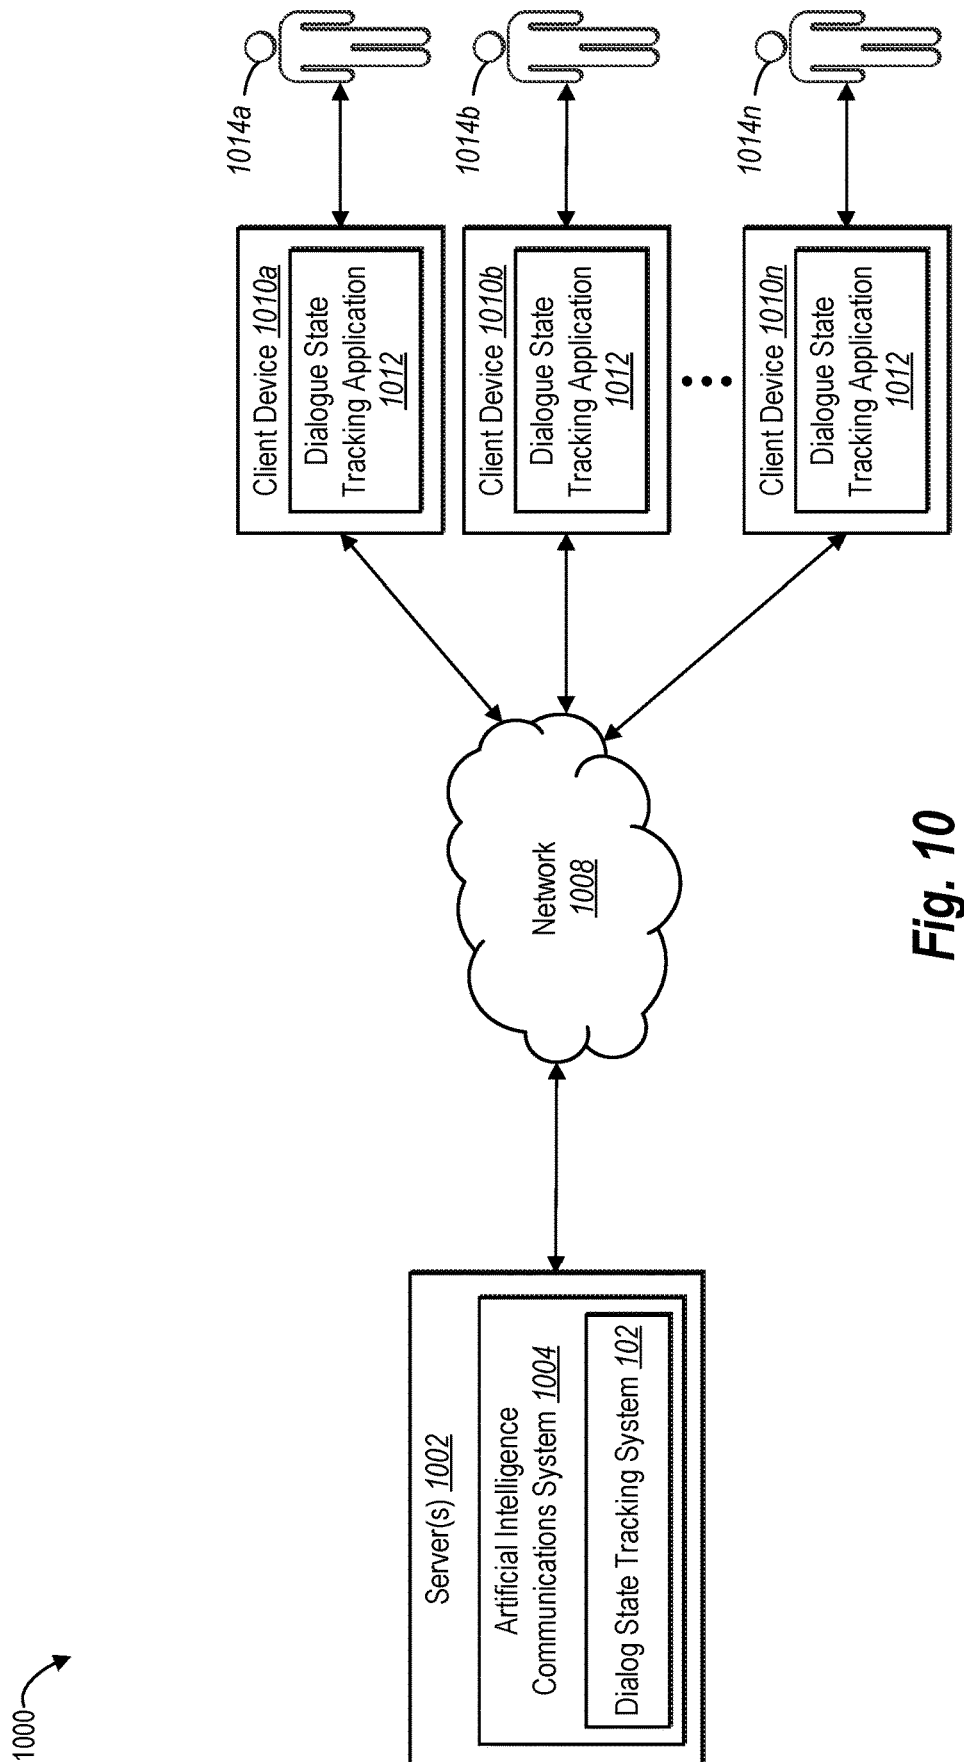 1000
Server(s) 1002
Artificial Intelligence
Communications System 1004
Dialog State Tracking System 102
Network
1008
Client Device 1010a
Dialogue State
Tracking Application
1012
1014a
Client Device 1010b
Dialogue State
Tracking Application
1012
1014b
Client Device 1010n
Dialogue State
Tracking Application
1012
1014n
Fig. 10